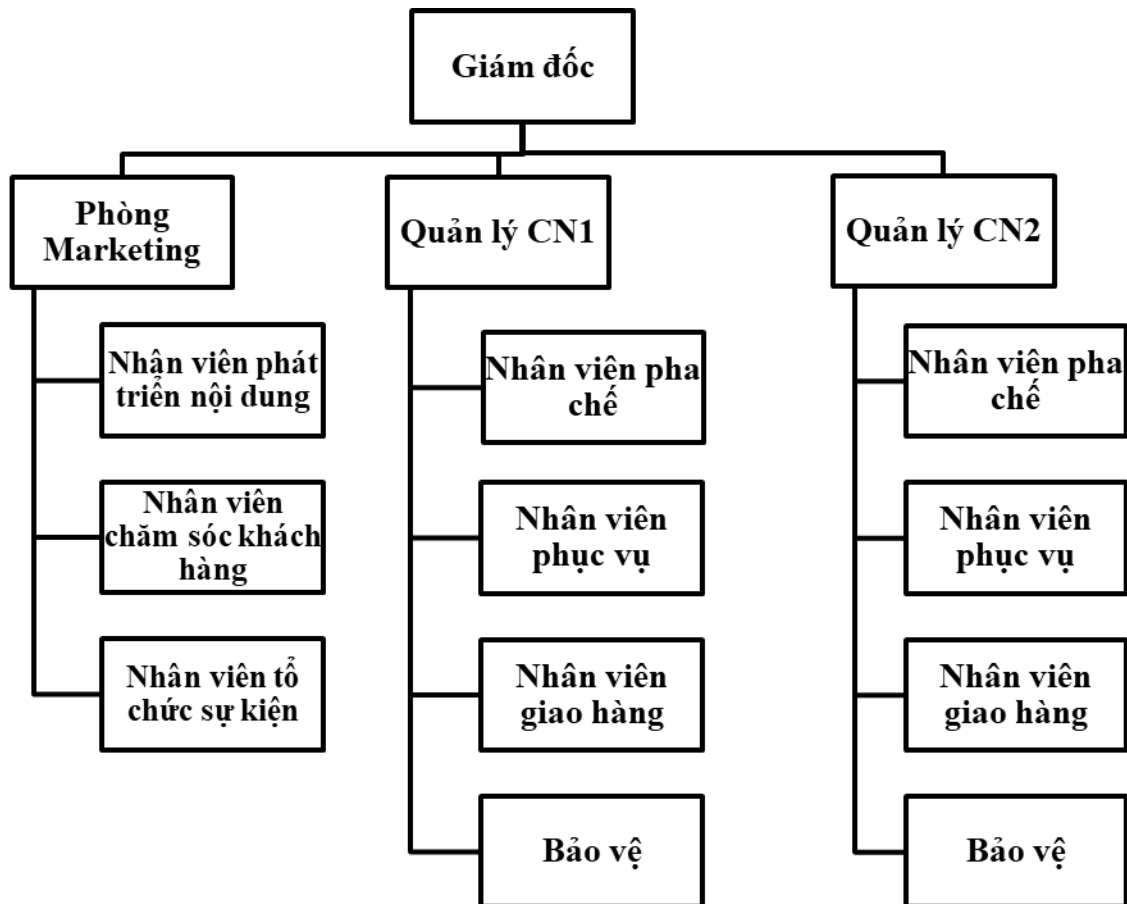 Giám đốc
Phòng
Marketing
Quản lý CN1
Quản lý CN2
Nhân viên phát
triển nội dung
Nhân viên
chăm sóc khách
hàng
Nhân viên tổ
chức sự kiện
Nhân viên pha
chế
Nhân viên
phục vụ
Nhân viên
giao hàng
Bảo vệ
Nhân viên pha
chế
Nhân viên
phục vụ
Nhân viên
giao hàng
Bảo vệ